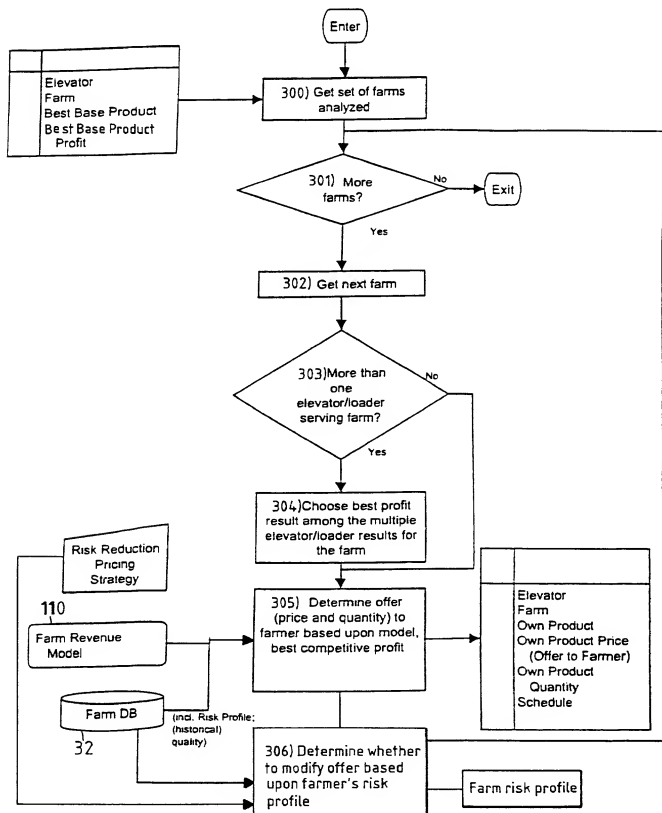 Enter
Elevator
Farm
Best Base Product
Best Base Product
Profit
300) Get set of farms
analyzed
301) More
farms?
No
Exit
Yes
302) Get next farm
303)More than
one
elevator/loader
serving farm?
No
Yes
304)Choose best profit
result among the multiple
elevator/loader results for
the farm
Risk Reduction
Pricing
Strategy
110
Farm Revenue
Model
Farm DB
32
(incl. Risk Profile;
(historical)
quality)
305) Determine offer
(price and quantity) to
farmer based upon model,
best competitive profit
Elevator
Farm
Own Product
Own Product Price
(Offer to Farmer)
Own Product
Quantity
Schedule
306) Determine whether
to modify offer based
upon farmer's risk
profile
Farm risk profile